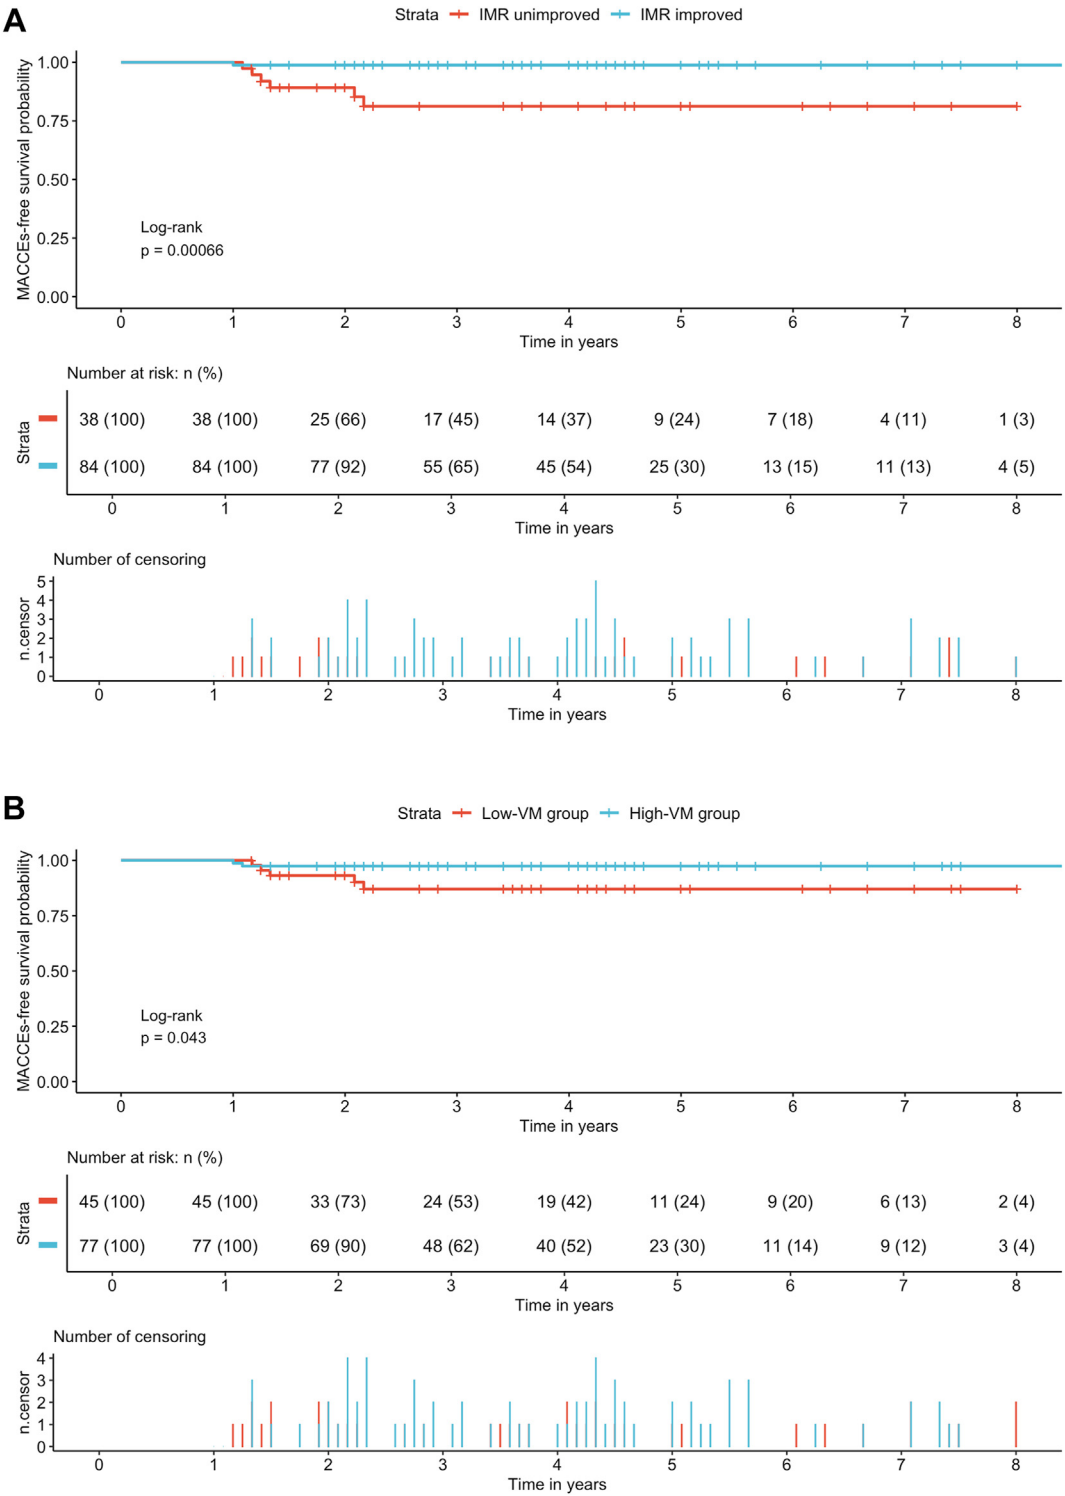 A
Strata IMR unimproved IMR improved
MACCEs-free survival probability
1.00
0.75
0.50
0.25
0.00
Log-rank
p = 0.00066
0 1 2 3 4 5 6 7 8
Time in years
Number at risk: n (%)
Strata
38 (100) 38 (100) 25 (66) 17 (45) 14 (37) 9 (24) 7 (18) 4 (11) 1 (3)
84 (100) 84 (100) 77 (92) 55 (65) 45 (54) 25 (30) 13 (15) 11 (13) 4 (5)
0 1 2 3 4 5 6 7 8
Time in years
Number of censoring
n.censor
5
4
3
2
1
0
0 1 2 3 4 5 6 7 8
Time in years
B
Strata Low-VM group High-VM group
MACCEs-free survival probability
1.00
0.75
0.50
0.25
0.00
Log-rank
p = 0.043
0 1 2 3 4 5 6 7 8
Time in years
Number at risk: n (%)
Strata
45 (100) 45 (100) 33 (73) 24 (53) 19 (42) 11 (24) 9 (20) 6 (13) 2 (4)
77 (100) 77 (100) 69 (90) 48 (62) 40 (52) 23 (30) 11 (14) 9 (12) 3 (4)
0 1 2 3 4 5 6 7 8
Time in years
Number of censoring
n.censor
4
3
2
1
0
0 1 2 3 4 5 6 7 8
Time in years